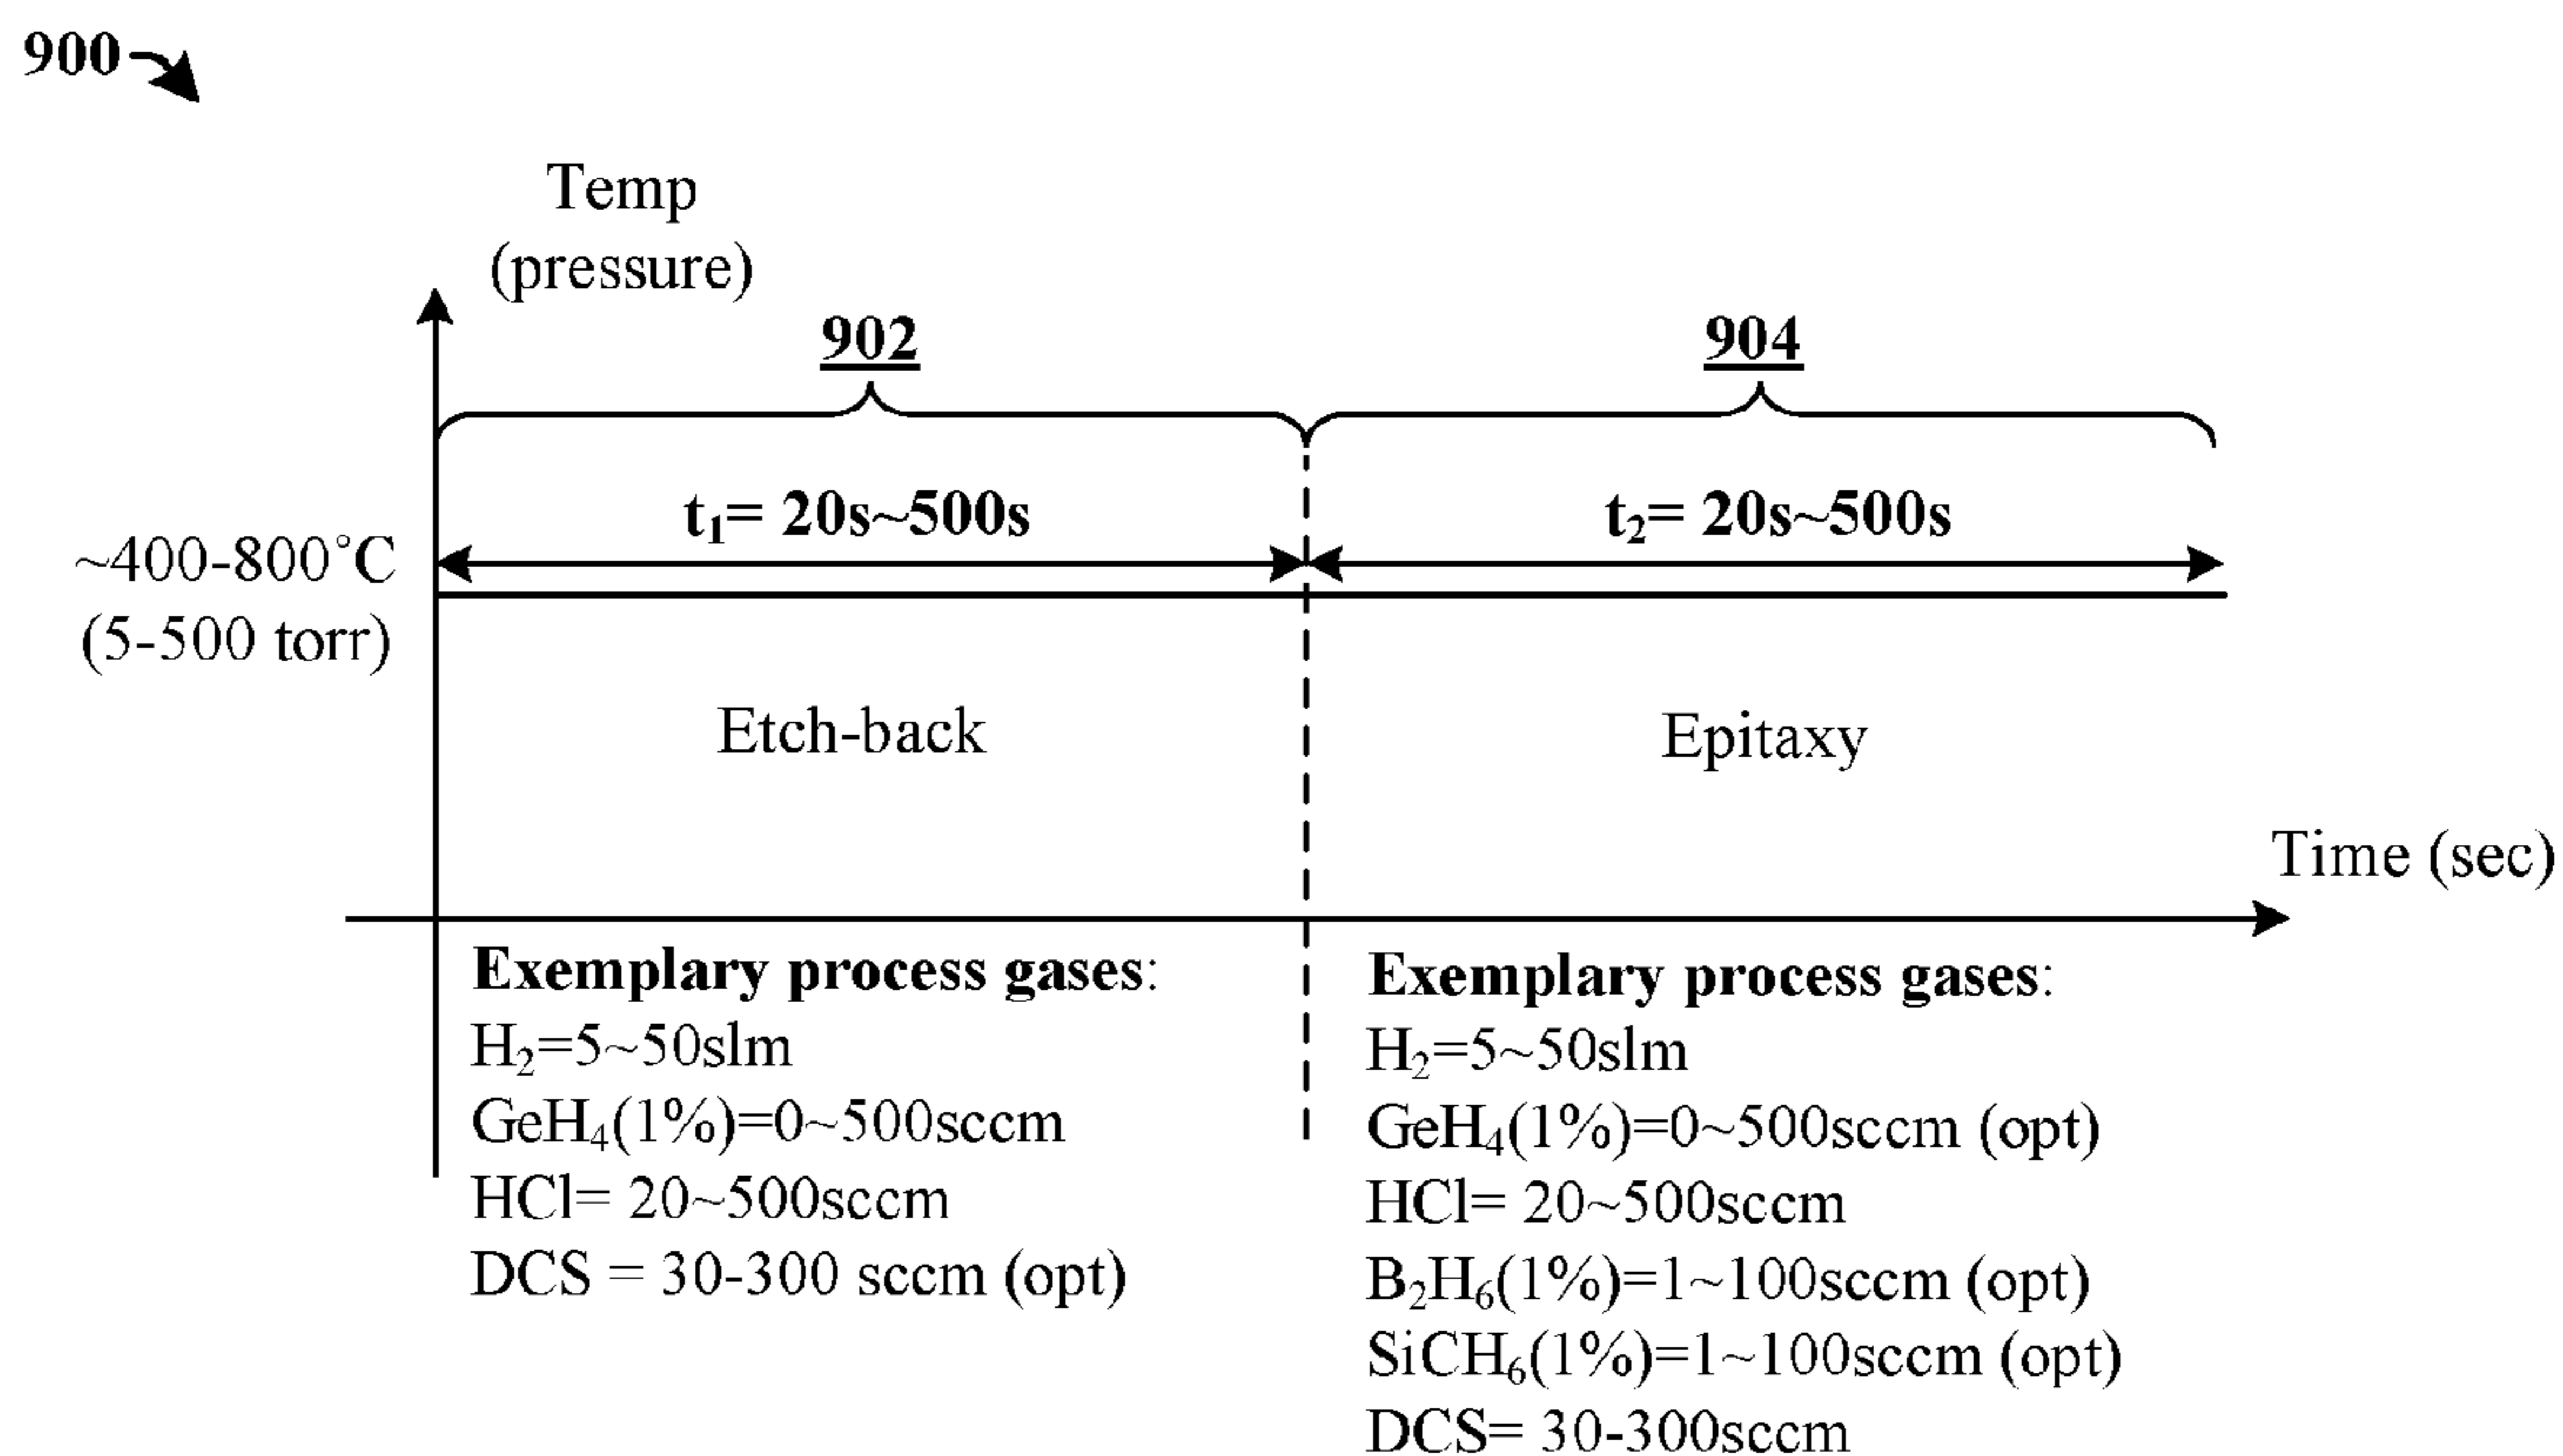 900
Temp
(pressure)
902
904
t₁= 20s~500s
t₂= 20s~500s
~400-800°C
(5-500 torr)
Etch-back
Epitaxy
Time (sec)
Exemplary process gases:
H₂=5~50slm
GeH₄(1%)=0~500sccm
HCl= 20~500sccm
DCS = 30-300 sccm (opt)
Exemplary process gases:
H₂=5~50slm
GeH₄(1%)=0~500sccm (opt)
HCl= 20~500sccm
B₂H₆(1%)=1~100sccm (opt)
SiCH₆(1%)=1~100sccm (opt)
DCS= 30-300sccm